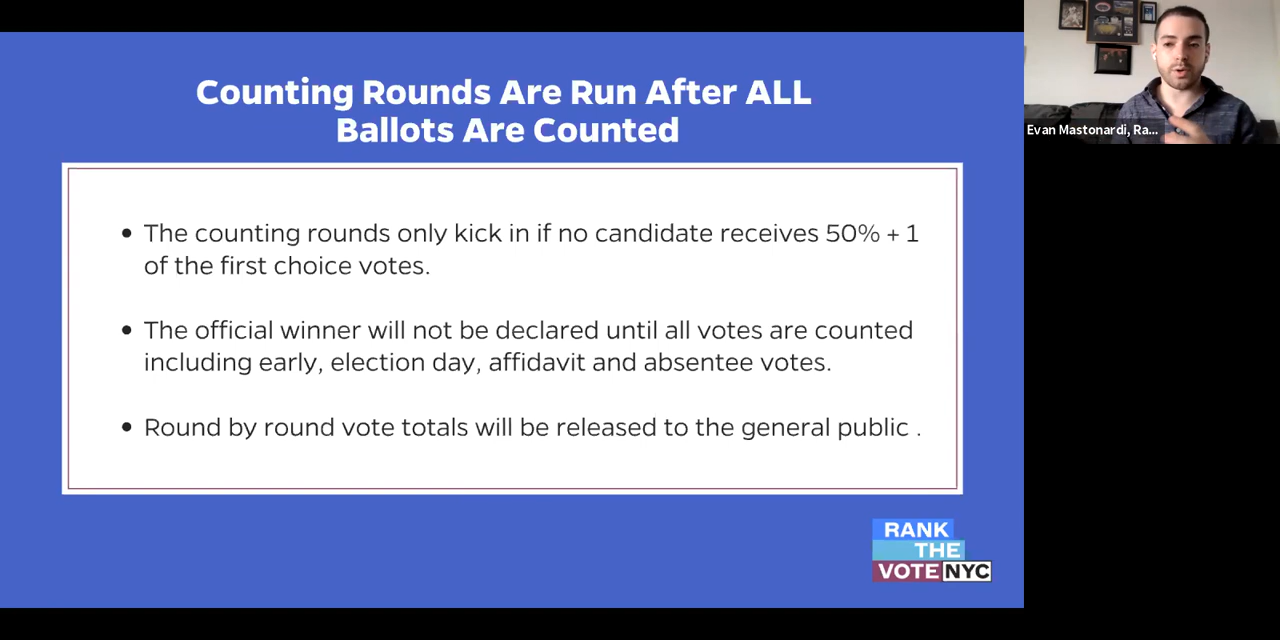 Counting Rounds Are Run After ALL
Ballots Are Counted
• The counting rounds only kick in if no candidate receives 50% + 1
of the first choice votes.
• The official winner will not be declared until all votes are counted
including early, election day, affidavit and absentee votes.
• Round by round vote totals will be released to the general public .
RANK
THE
VOTE NYC
Evan Mastonardi, Ra...